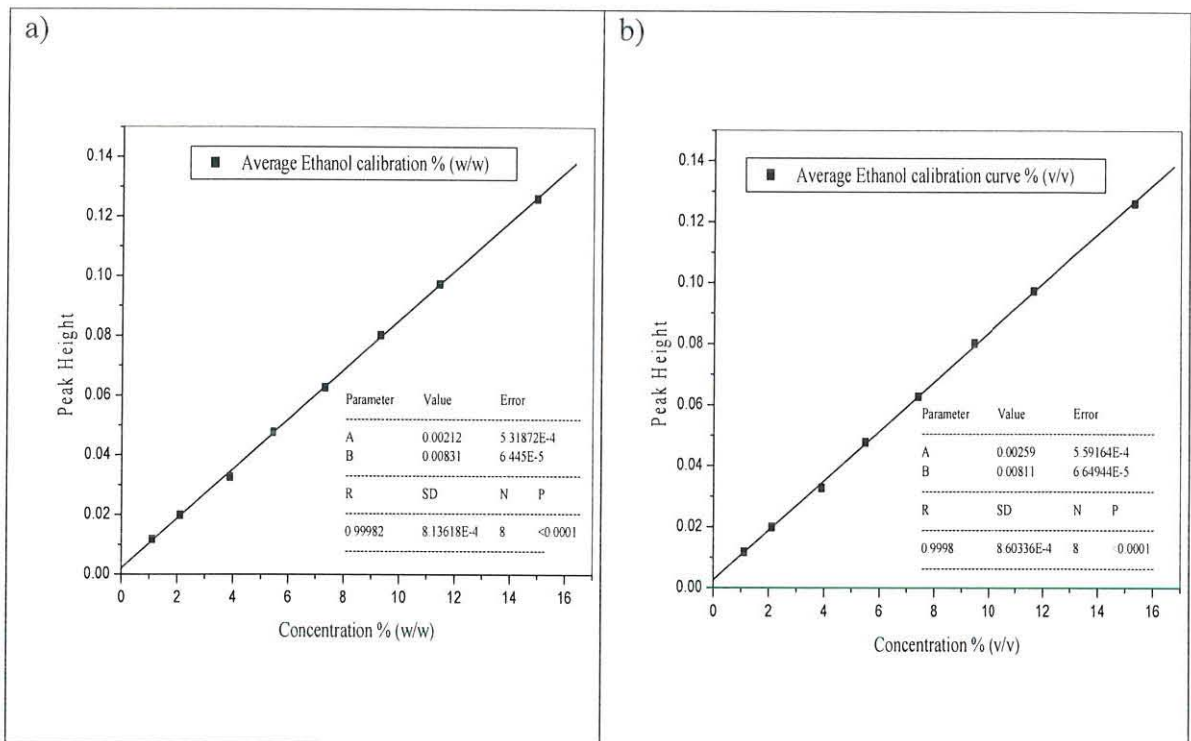 a)
Average Ethanol calibration % (w/w)
0.14
0.12
0.10
0.08
0.06
0.04
0.02
0.00
Peak Height
Parameter Value Error
A 0.00212 5.31872E-4
B 0.00831 6.445E-5
R SD N P
0.99982 8.13618E-4 8 <0.0001
0 2 4 6 8 10 12 14 16
Concentration % (w/w)
b)
Average Ethanol calibration curve % (v/v)
0.14
0.12
0.10
0.08
0.06
0.04
0.02
0.00
Peak Height
Parameter Value Error
A 0.00259 5.59164E-4
B 0.00811 6.64944E-5
R SD N P
0.9998 8.60336E-4 8 0.0001
0 2 4 6 8 10 12 14 16
Concentration % (v/v)